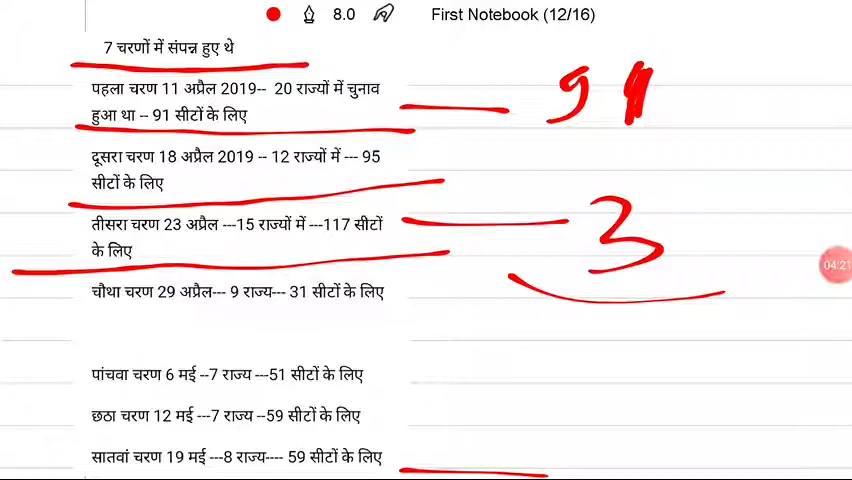 8.0 First Notebook (12/16)
7 चरणों में संपन्न हुए थे
पहला चरण 11 अप्रैल 2019-- 20 राज्यों में चुनाव
हुआ था -- 91 सीटों के लिए
दूसरा चरण 18 अप्रैल 2019 -- 12 राज्यों में --- 95
सीटों के लिए
तीसरा चरण 23 अप्रैल ---15 राज्यों में ---117 सीटों
के लिए
3
04:21
चौथा चरण 29 अप्रैल--- 9 राज्य--- 31 सीटों के लिए
पांचवा चरण 6 मई --7 राज्य ---51 सीटों के लिए
छठा चरण 12 मई ---7 राज्य --59 सीटों के लिए
सातवां चरण 19 मई ---8 राज्य---- 59 सीटों के लिए